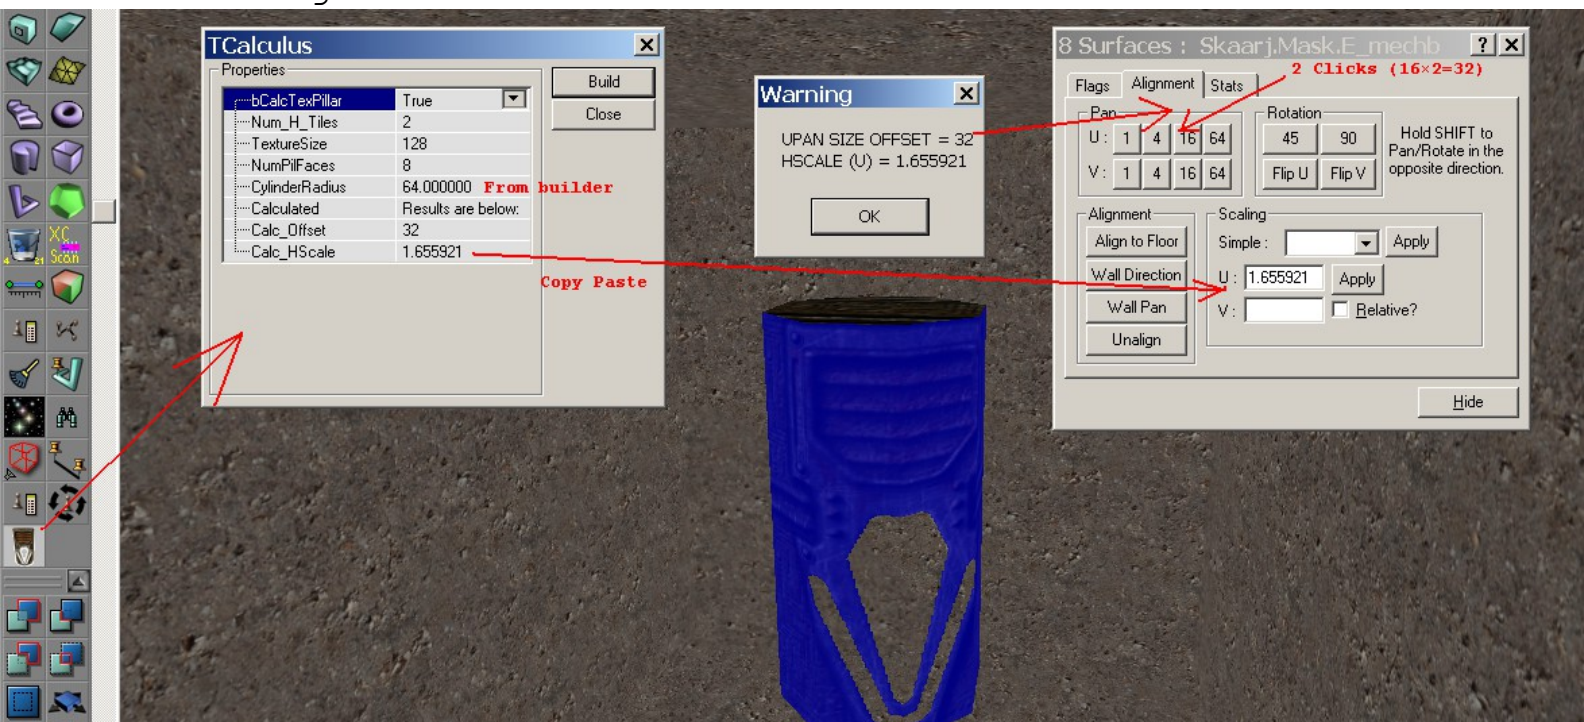 TCalculus
Properties
bCalcTexPillar True
Num_H_Tiles 2
TextureSize 128
NumPilFaces 8
CylinderRadius 64.000000 From builder
Calculated Results are below:
Calc_Offset 32
Calc_HScale 1.655921
Copy Paste
Build
Close
Warning
UPAN SIZE OFFSET = 32
HSCALE (U) = 1.655921
OK
8 Surfaces : Skaarj.Mask.E_mechb
2 Clicks (16×2=32)
Flags Alignment Stats
Pan
U : 1 4 16 64
V : 1 4 16 64
Rotation
45 90
Flip U Flip V
Hold SHIFT to
Pan/Rotate in the
opposite direction.
Alignment
Align to Floor
Wall Direction
Wall Pan
Unalign
Scaling
Simple : Apply
U : 1.655921 Apply
V : Relative?
Hide
XC
Scan
4 21